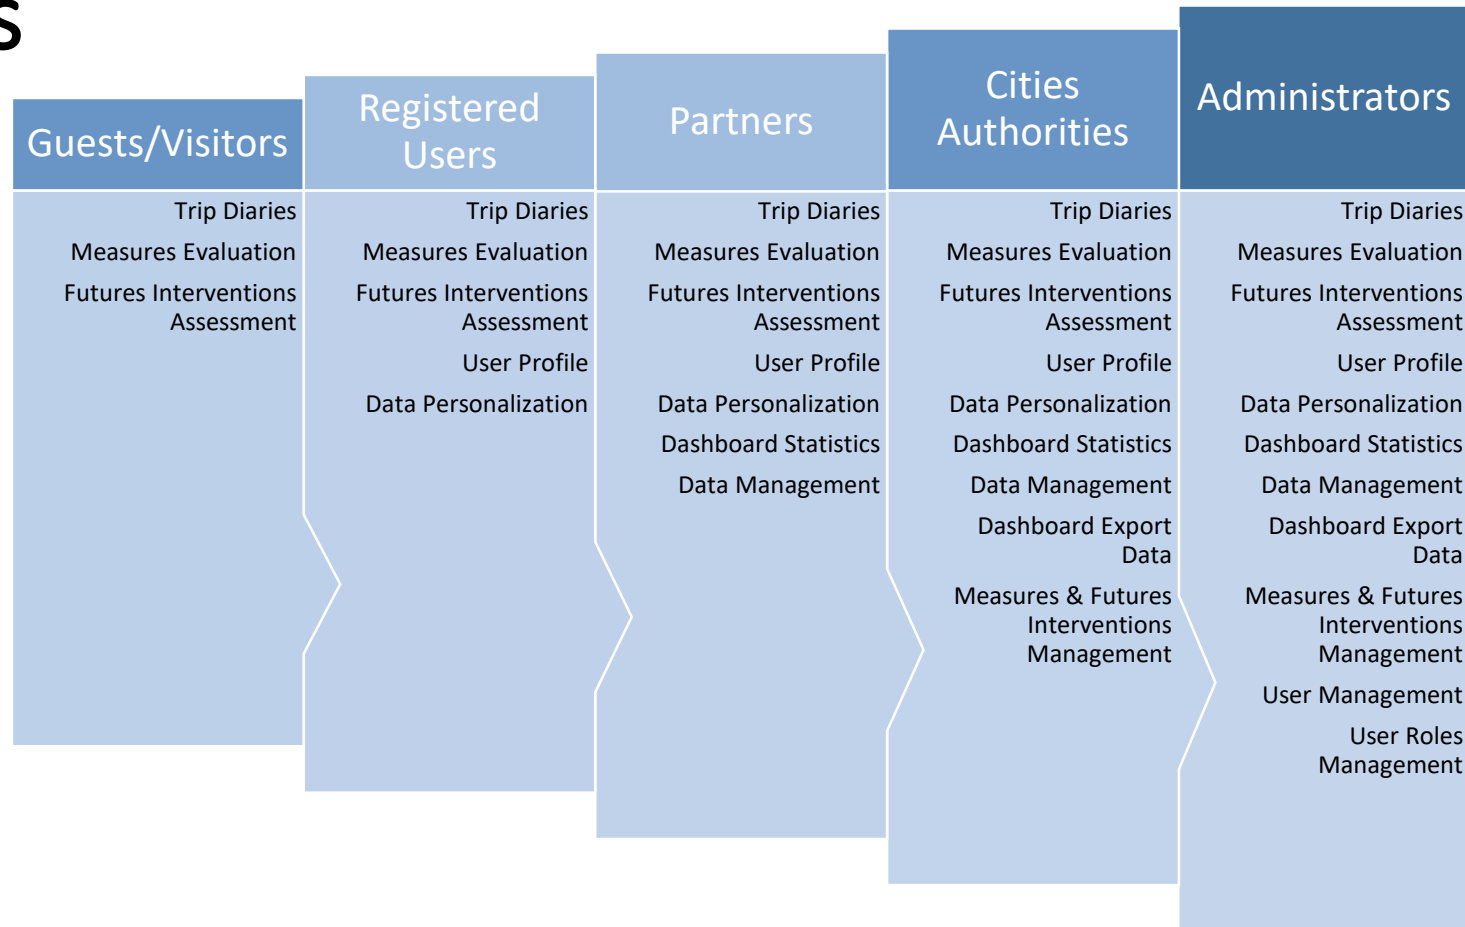 s
Guests/Visitors
Trip Diaries
Measures Evaluation
Futures Interventions
Assessment
Registered
Users
Trip Diaries
Measures Evaluation
Futures Interventions
Assessment
User Profile
Data Personalization
Partners
Trip Diaries
Measures Evaluation
Futures Interventions
Assessment
User Profile
Data Personalization
Dashboard Statistics
Data Management
Cities
Authorities
Trip Diaries
Measures Evaluation
Futures Interventions
Assessment
User Profile
Data Personalization
Dashboard Statistics
Data Management
Dashboard Export
Data
Measures & Futures
Interventions
Management
Administrators
Trip Diaries
Measures Evaluation
Futures Interventions
Assessment
User Profile
Data Personalization
Dashboard Statistics
Data Management
Dashboard Export
Data
Measures & Futures
Interventions
Management
User Management
User Roles
Management